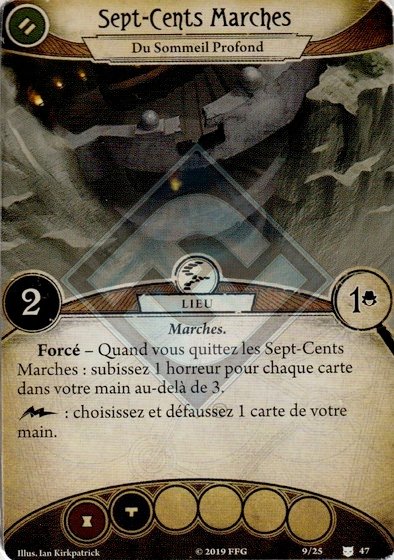 Sept-Cents Marches
Du Sommeil Profond
2
LIEU
1
Marches.
Forcé – Quand vous quittez les Sept-Cents
Marches : subissez 1 horreur pour chaque carte
dans votre main au-delà de 3.
: choisissez et défaussez 1 carte de votre
main.
Illus. Ian Kirkpatrick
© 2019 FFG
9/25
47